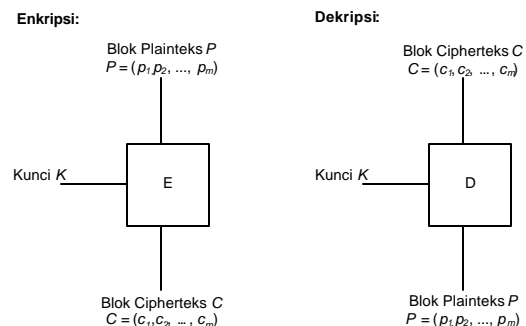 Enkripsi:
Blok Plainteks P
P = (p1,p2, ..., pm)
Kunci K
E
Blok Cipherteks C
C = (c1,c2, ..., cm)
Dekripsi:
Blok Cipherteks C
C = (c1,c2, ..., cm)
Kunci K
D
Blok Plainteks P
P = (p1,p2, ..., pm)